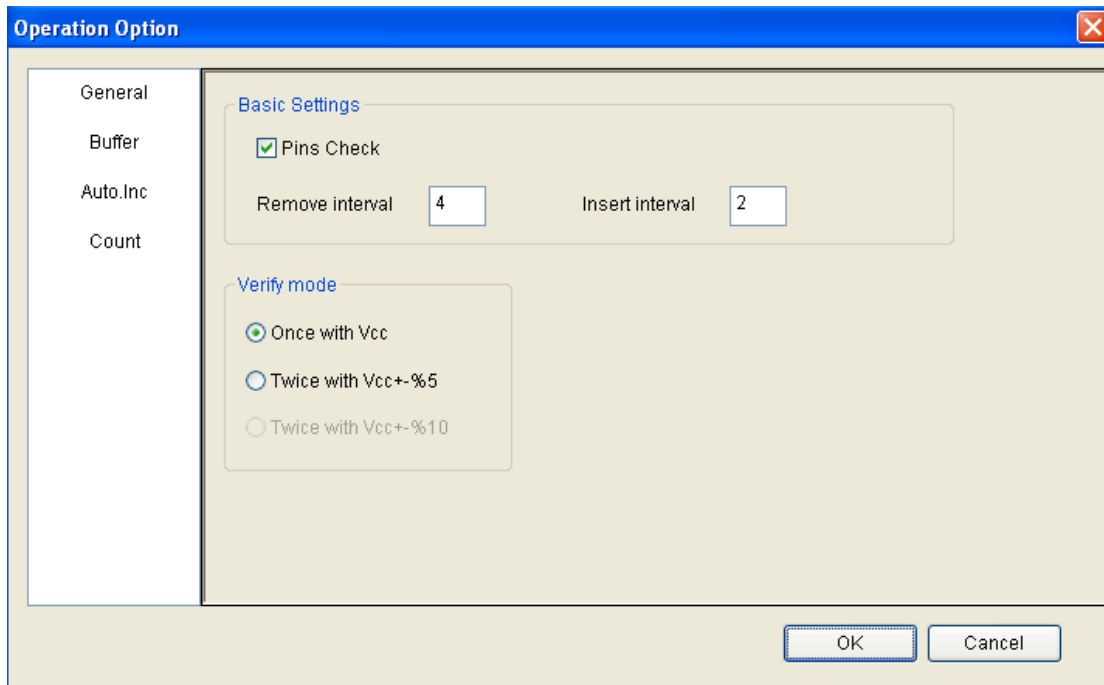 Operation Option
General
Buffer
Auto.Inc
Count
Basic Settings
Pins Check
Remove interval 4 Insert interval 2
Verify mode
Once with Vcc
Twice with Vcc+-%5
Twice with Vcc+-%10
OK Cancel